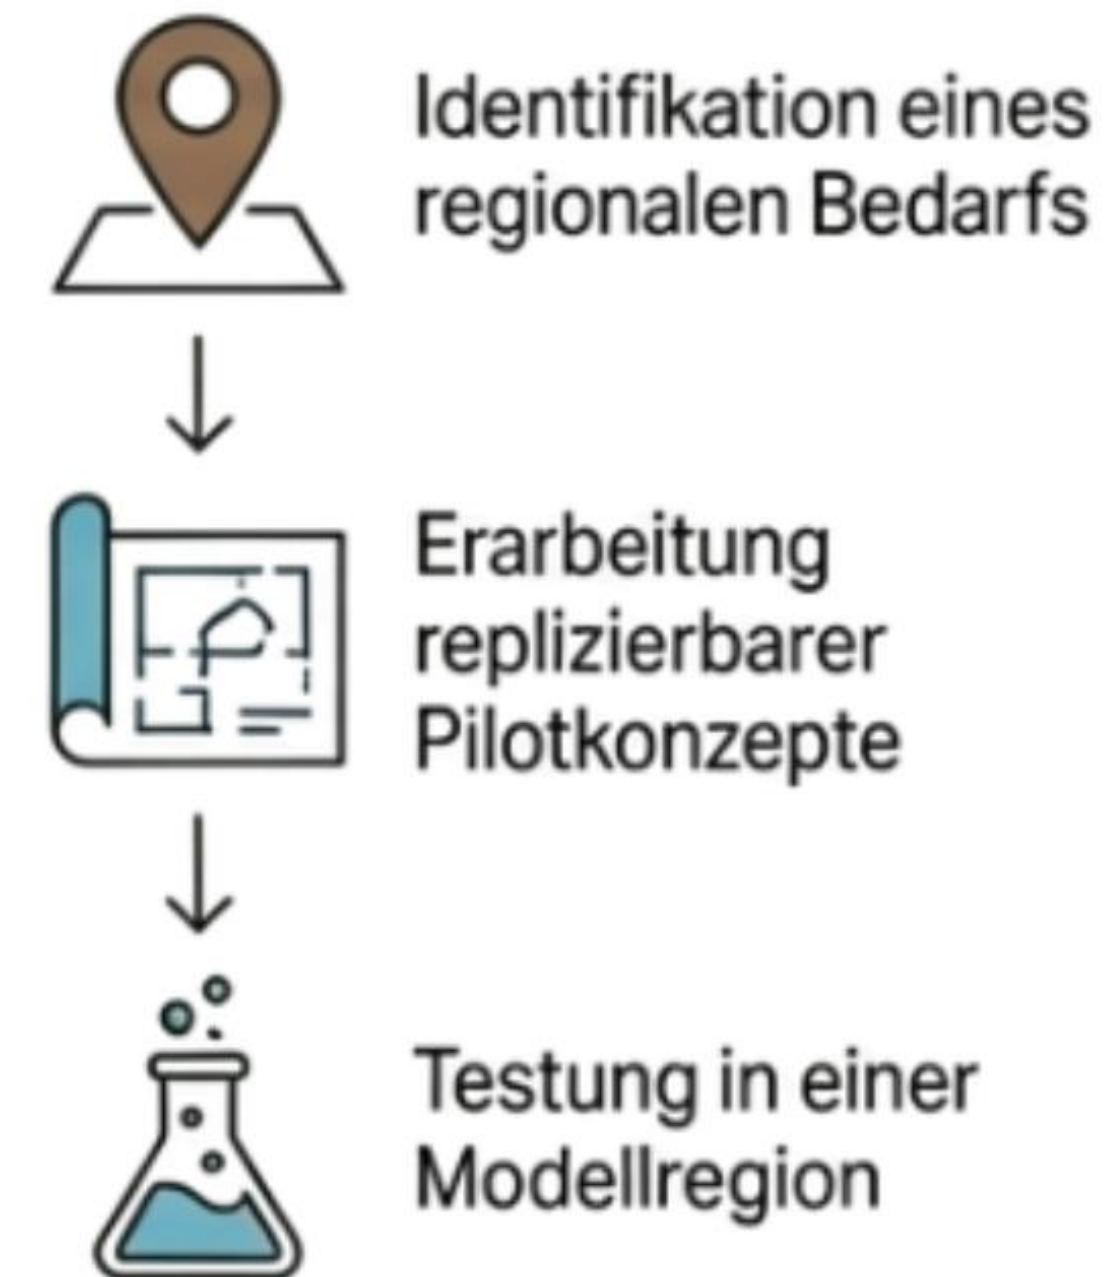 Identifikation eines
regionalen Bedarfs
Erarbeitung
replizierbarer
Pilotkonzepte
Testung in einer
Modellregion